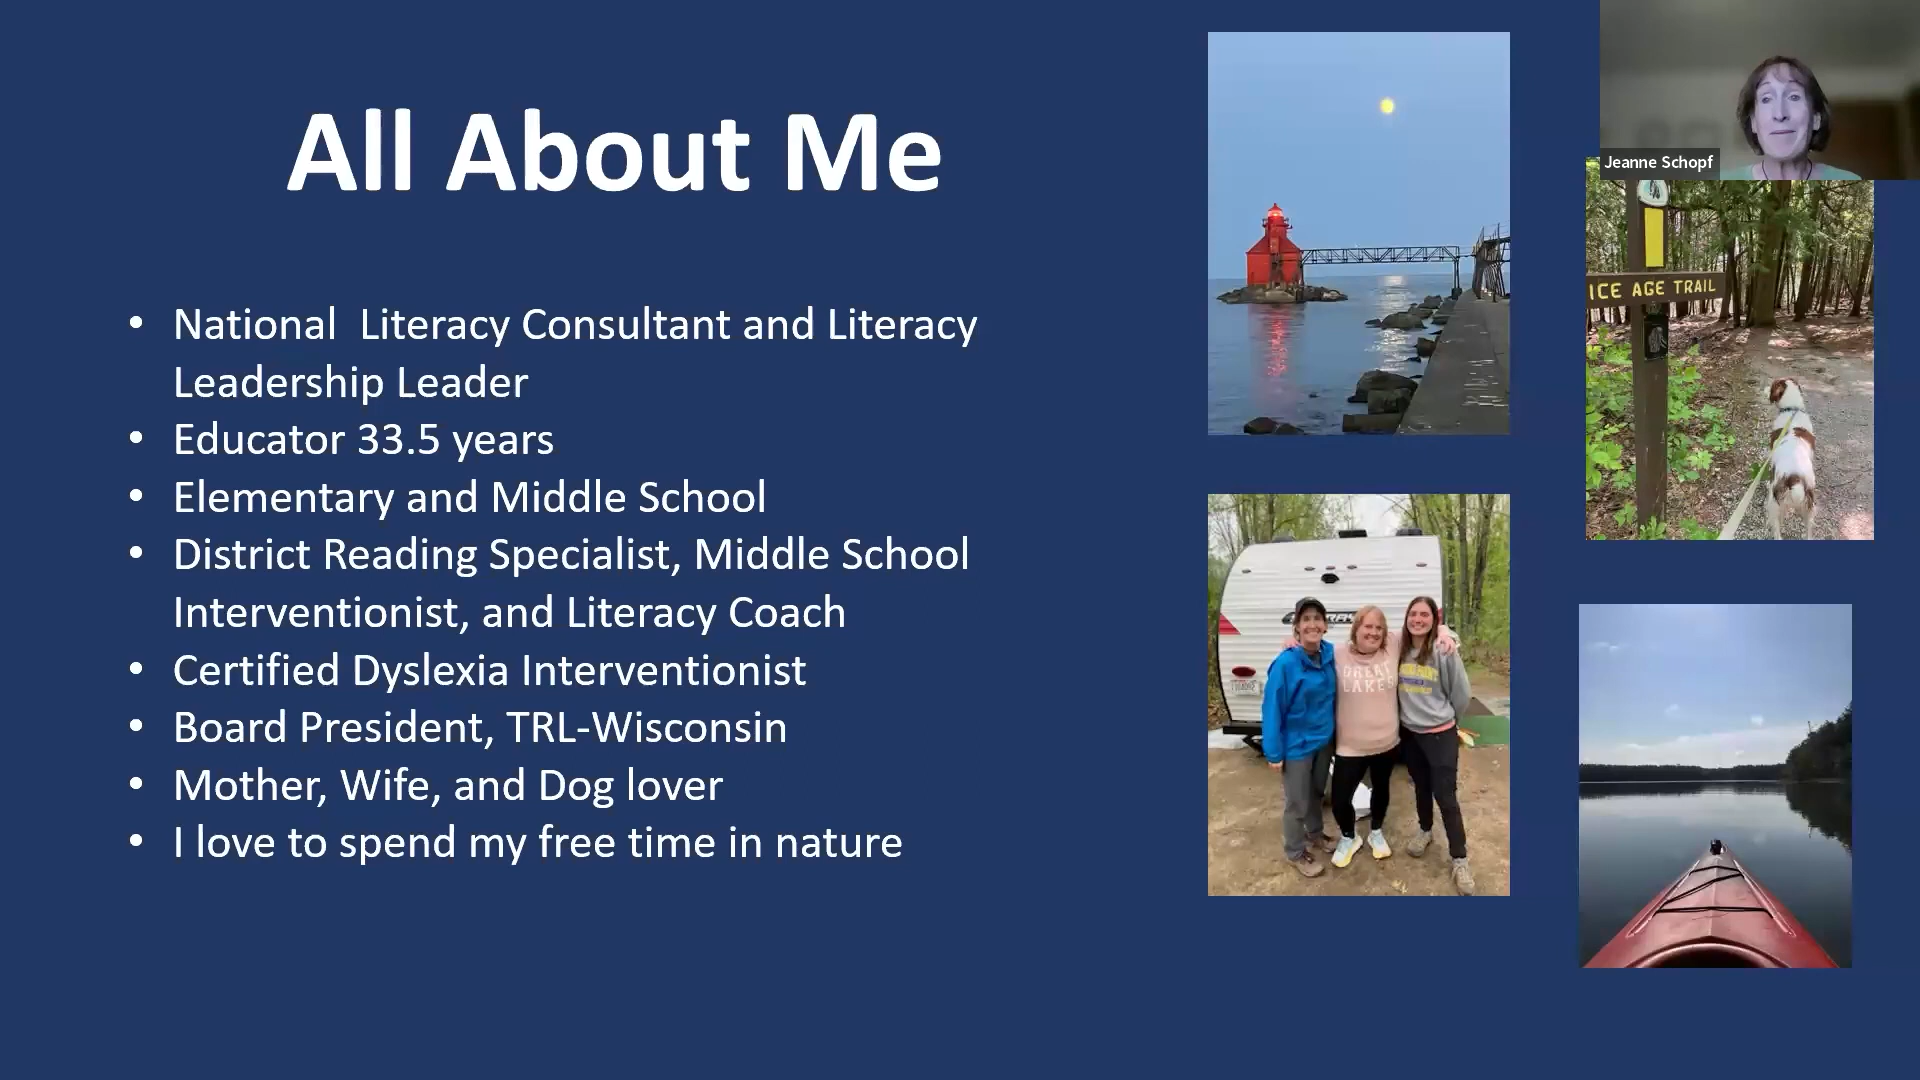 All About Me
• National  Literacy Consultant and Literacy
Leadership Leader
• Educator 33.5 years
• Elementary and Middle School
• District Reading Specialist, Middle School
Interventionist, and Literacy Coach
• Certified Dyslexia Interventionist
• Board President, TRL-Wisconsin
• Mother, Wife, and Dog lover
• I love to spend my free time in nature
Jeanne Schopf
ICE AGE TRAIL
GREAT
LAKES